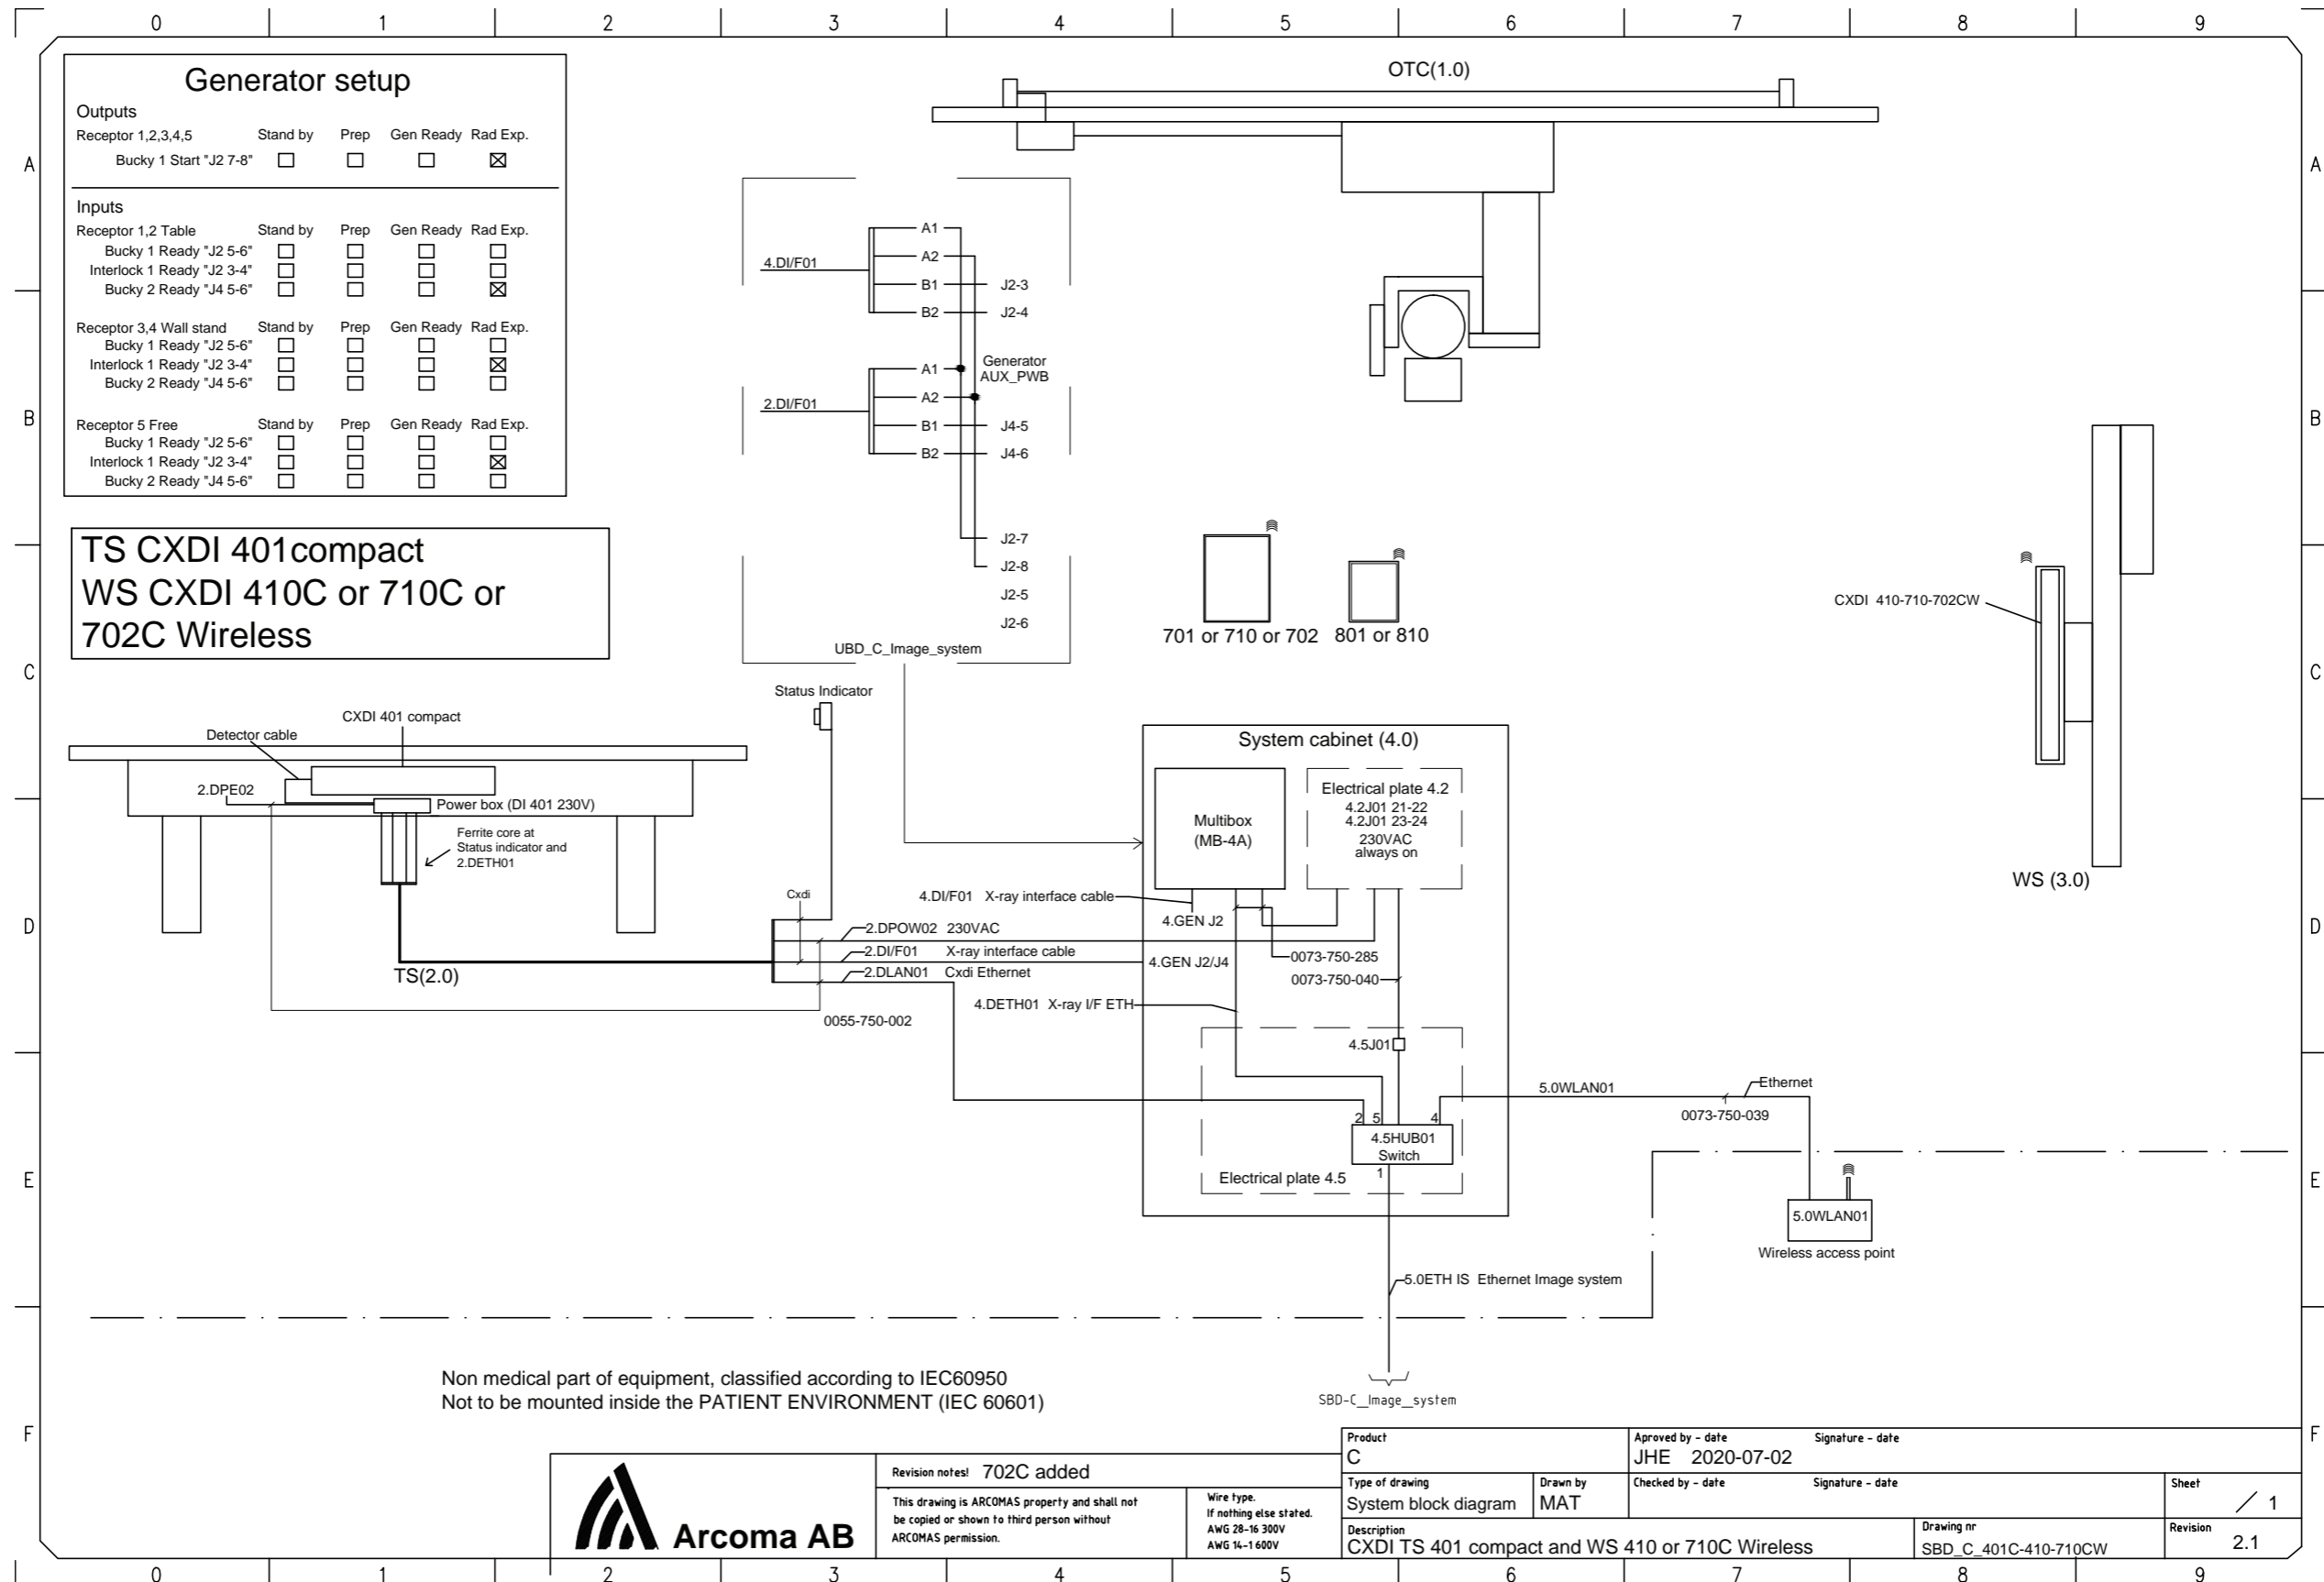 0 1 2 3 4 5 6 7 8 9
A
B
C
D
E
F
Generator setup
Outputs
Receptor 1,2,3,4,5 Stand by Prep Gen Ready Rad Exp.
Bucky 1 Start "J2 7-8"
Inputs
Receptor 1,2 Table Stand by Prep Gen Ready Rad Exp.
Bucky 1 Ready "J2 5-6"
Interlock 1 Ready "J2 3-4"
Bucky 2 Ready "J4 5-6"
Receptor 3,4 Wall stand Stand by Prep Gen Ready Rad Exp.
Bucky 1 Ready "J2 5-6"
Interlock 1 Ready "J2 3-4"
Bucky 2 Ready "J4 5-6"
Receptor 5 Free Stand by Prep Gen Ready Rad Exp.
Bucky 1 Ready "J2 5-6"
Interlock 1 Ready "J2 3-4"
Bucky 2 Ready "J4 5-6"
TS CXDI 401compact
WS CXDI 410C or 710C or
702C Wireless
OTC(1.0)
4.DI/F01
A1
A2
B1 J2-3
B2 J2-4
Generator
AUX_PWB
2.DI/F01
A1
A2
B1 J4-5
B2 J4-6
J2-7
J2-8
J2-5
J2-6
UBD_C_Image_system
701 or 710 or 702
801 or 810
CXDI 410-710-702CW
WS (3.0)
Status Indicator
CXDI 401 compact
Detector cable
2.DPE02
Power box (DI 401 230V)
Ferrite core at
Status indicator and
2.DETH01
TS(2.0)
Cxdi
2.DPOW02 230VAC
2.DI/F01 X-ray interface cable
2.DLAN01 Cxdi Ethernet
0055-750-002
System cabinet (4.0)
Multibox
(MB-4A)
Electrical plate 4.2
4.2J01 21-22
4.2J01 23-24
230VAC
always on
4.DI/F01 X-ray interface cable
4.GEN J2
4.GEN J2/J4
0073-750-285
0073-750-040
4.DETH01 X-ray I/F ETH
4.5J01
2 5 4
4.5HUB01
Switch
1
Electrical plate 4.5
5.0WLAN01
Ethernet
0073-750-039
5.0WLAN01
Wireless access point
5.0ETH IS Ethernet Image system
SBD-C_Image_system
Non medical part of equipment, classified according to IEC60950
Not to be mounted inside the PATIENT ENVIRONMENT (IEC 60601)
Arcoma AB
Revision notes! 702C added
This drawing is ARCOMAS property and shall not
be copied or shown to third person without
ARCOMAS permission.
Wire type.
If nothing else stated.
AWG 28-16 300V
AWG 14-1 600V
Product
C
Aproved by - date Signature - date
JHE 2020-07-02
Type of drawing
System block diagram
Drawn by
MAT
Checked by - date Signature - date
Sheet
/ 1
Description
CXDI TS 401 compact and WS 410 or 710C Wireless
Drawing nr
SBD_C_401C-410-710CW
Revision
2.1
A
B
C
D
E
F
0 1 2 3 4 5 6 7 8 9